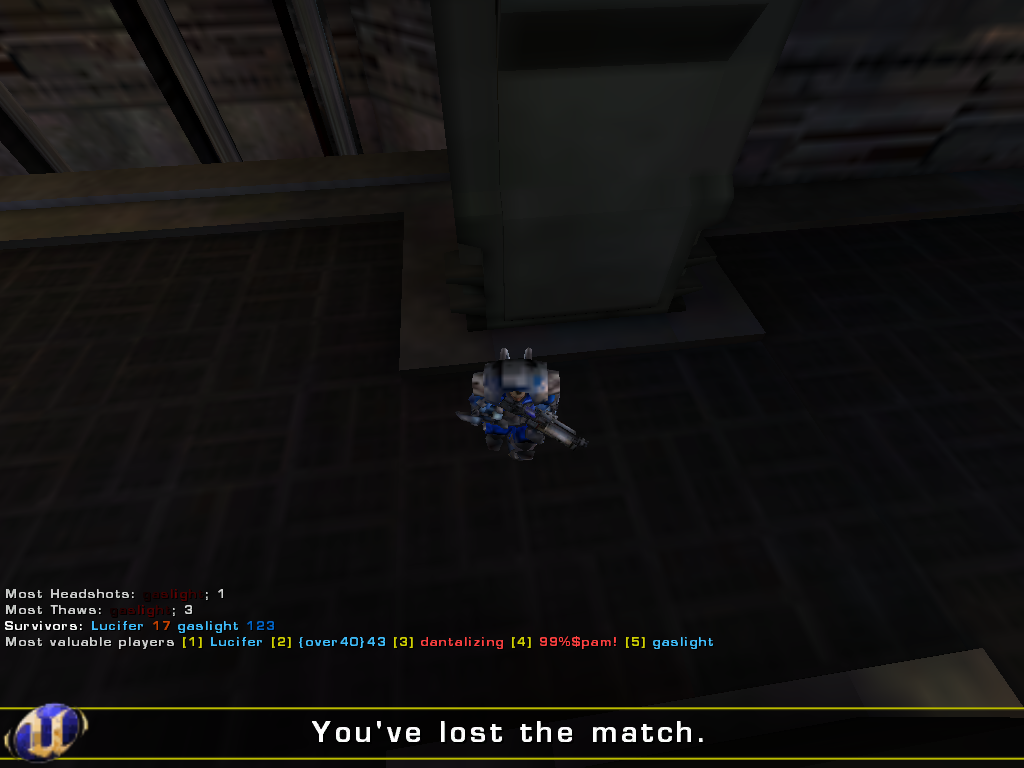 Most Headshots: gaslight; 1
Most Thaws: gaslight; 3
Survivors: Lucifer 17 gaslight 123
Most valuable players [1] Lucifer [2] {over40}43 [3] dantalizing [4] 99%$pam! [5] gaslight
You've lost the match.